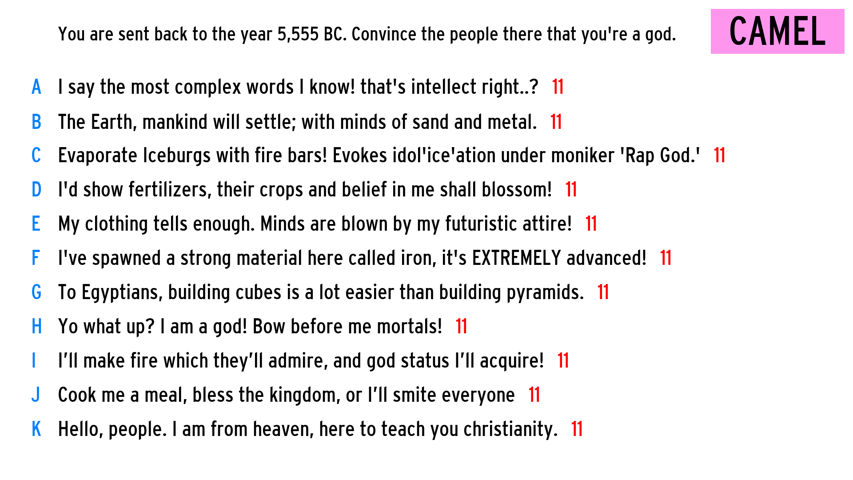 You are sent back to the year 5,555 BC. Convince the people there that you're a god.
CAMEL
A I say the most complex words I know! that's intellect right..? 11
B The Earth, mankind will settle; with minds of sand and metal. 11
C Evaporate Iceburgs with fire bars! Evokes idol'ice'ation under moniker 'Rap God.' 11
D I'd show fertilizers, their crops and belief in me shall blossom! 11
E My clothing tells enough. Minds are blown by my futuristic attire! 11
F I've spawned a strong material here called iron, it's EXTREMELY advanced! 11
G To Egyptians, building cubes is a lot easier than building pyramids. 11
H Yo what up? I am a god! Bow before me mortals! 11
I I’ll make fire which they’ll admire, and god status I’ll acquire! 11
J Cook me a meal, bless the kingdom, or I’ll smite everyone 11
K Hello, people. I am from heaven, here to teach you christianity. 11